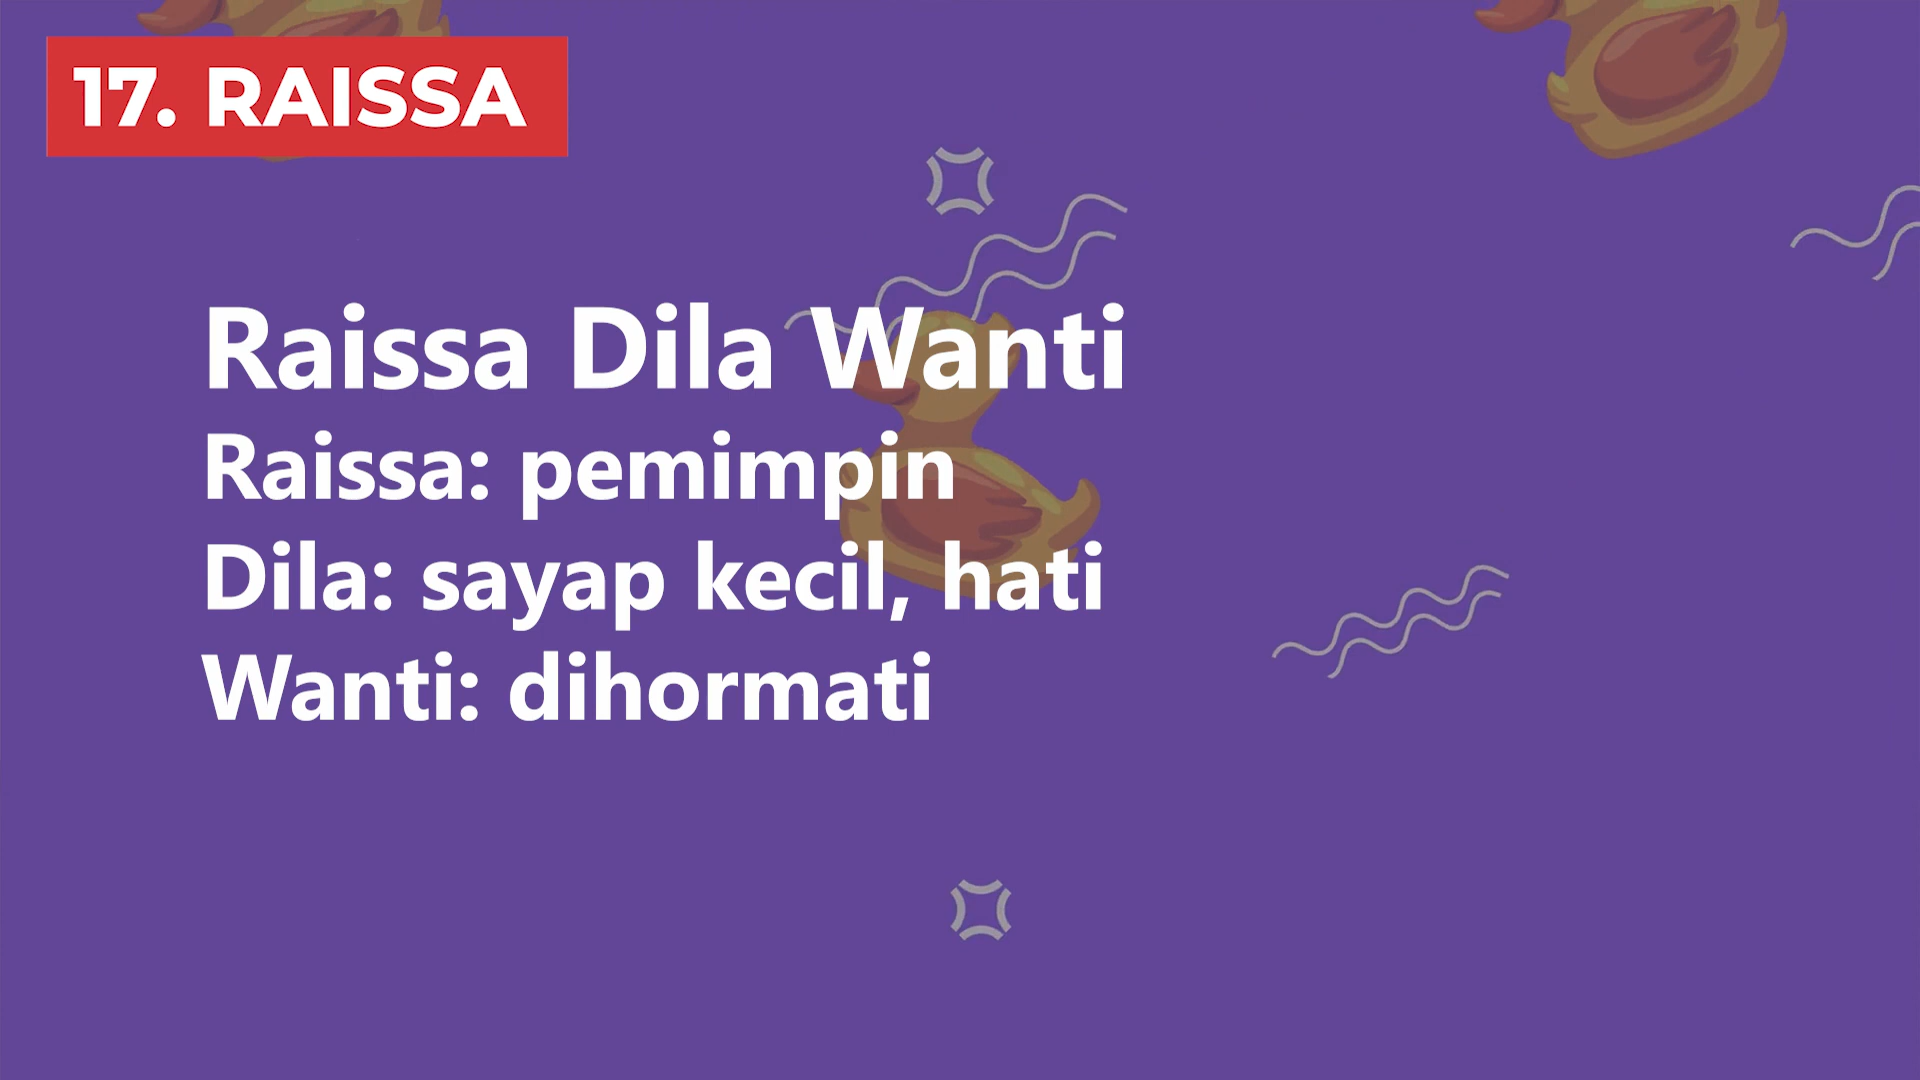 17. RAISSA
Raissa Dila Wanti
Raissa: pemimpin
Dila: sayap kecil, hati
Wanti: dihormati